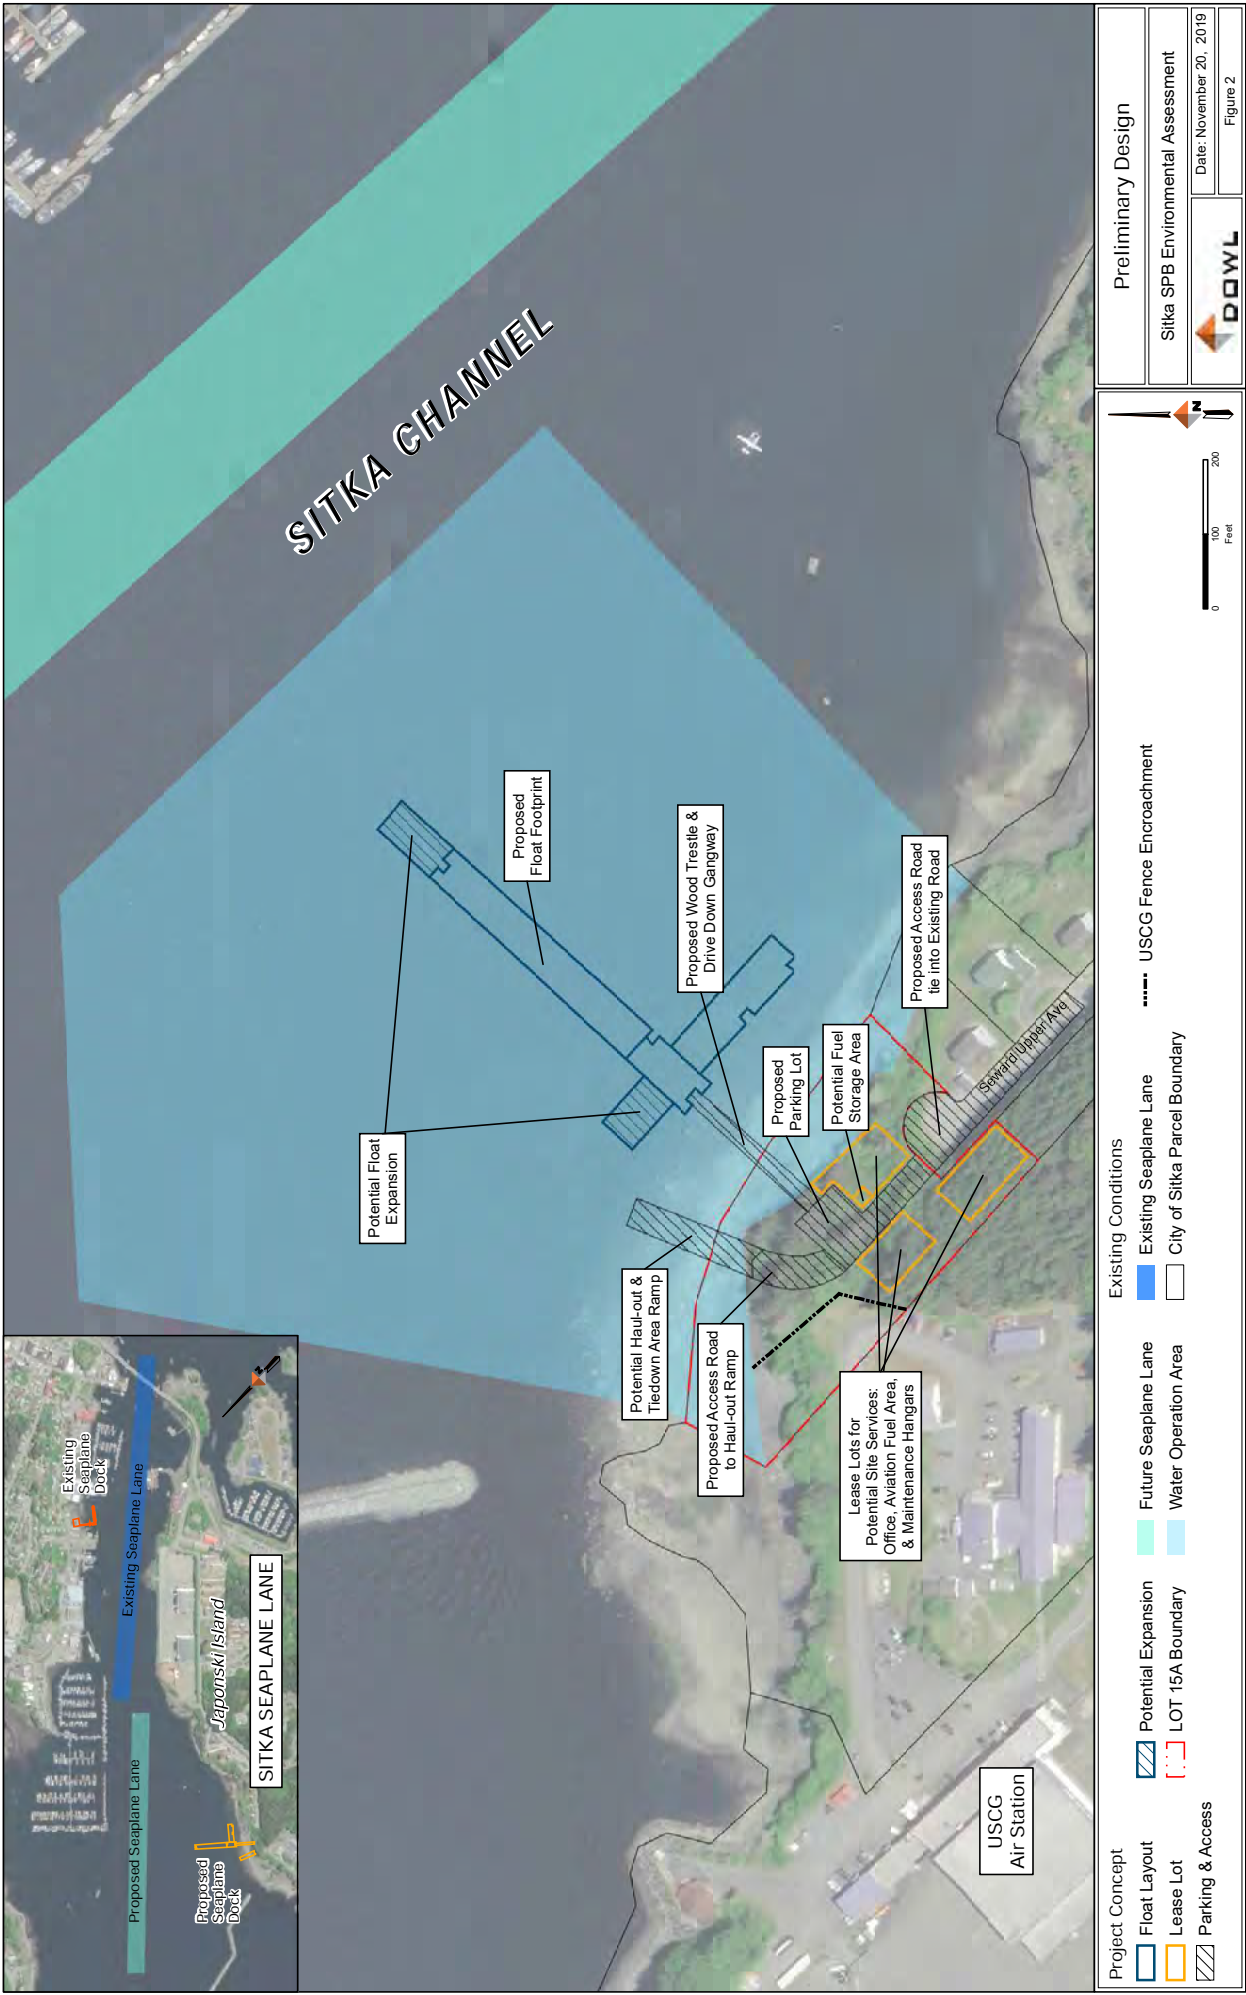 Existing
Seaplane
Dock
Existing Seaplane Lane
Proposed Seaplane Lane
Proposed
Seaplane
Dock
Japonski Island
SITKA SEAPLANE LANE
N
SITKA CHANNEL
Potential Float
Expansion
Proposed
Float Footprint
Potential Haul-out &
Tiedown Area Ramp
Proposed Wood Trestle &
Drive Down Gangway
Proposed Access Road
to Haul-out Ramp
Proposed
Parking Lot
Potential Fuel
Storage Area
Proposed Access Road
tie into Existing Road
Lease Lots for
Potential Site Services:
Office, Aviation Fuel Area,
& Maintenance Hangars
Seward Upper Ave
USCG
Air Station
Project Concept
Float Layout
Lease Lot
Parking & Access
Potential Expansion
LOT 15A Boundary
Future Seaplane Lane
Water Operation Area
Existing Conditions
Existing Seaplane Lane
City of Sitka Parcel Boundary
USCG Fence Encroachment
0
100
200
Feet
N
Preliminary Design
Sitka SPB Environmental Assessment
DOWL
Date: November 20, 2019
Figure 2